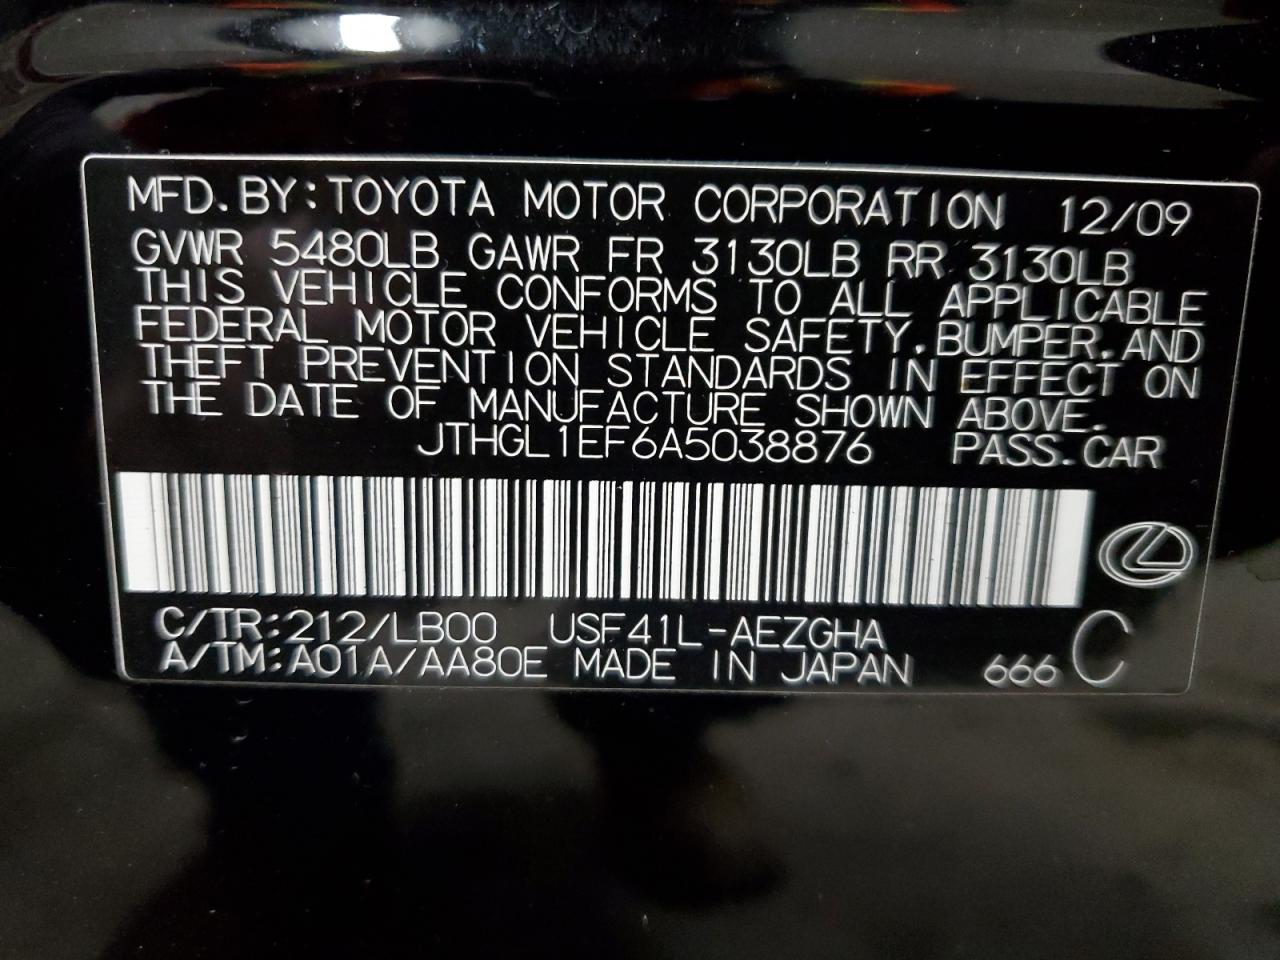 MFD. BY: TOYOTA MOTOR CORPORATION 12/09
GVWR 5480LB GAWR FR 3130LB RR 3130LB
THIS VEHICLE CONFORMS TO ALL APPLICABLE
FEDERAL MOTOR VEHICLE SAFETY, BUMPER, AND
THEFT PREVENTION STANDARDS IN EFFECT ON
THE DATE OF MANUFACTURE SHOWN ABOVE.
JTHGL1EF6A5038876 PASS. CAR
C/TR: 212/LB00 USF41L-AEZGHA
A/TM: A01A/AA80E MADE IN JAPAN 666 C